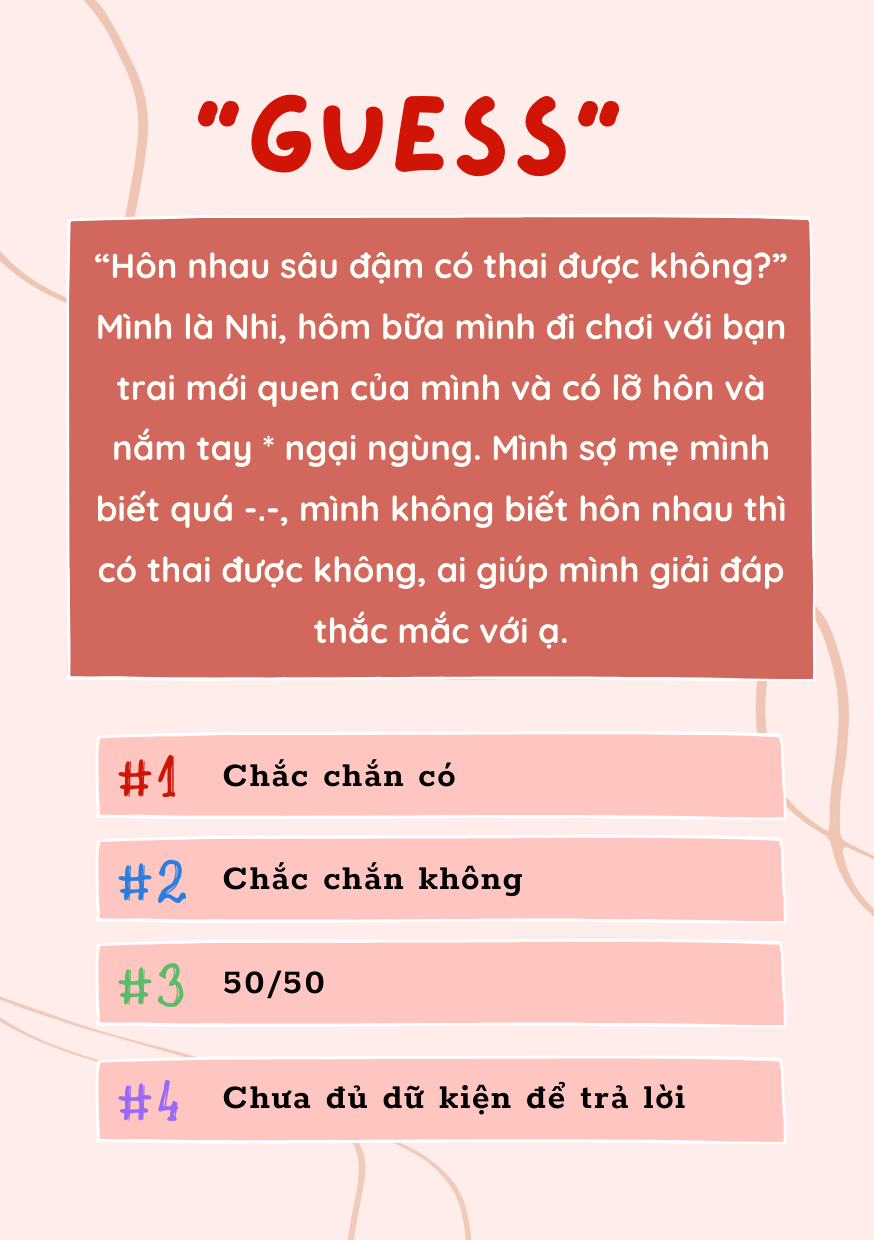 "GUESS"
“Hôn nhau sâu đậm có thai được không?”
Mình là Nhi, hôm bữa mình đi chơi với bạn
trai mới quen của mình và có lỡ hôn và
nắm tay * ngại ngùng. Mình sợ mẹ mình
biết quá -.-, mình không biết hôn nhau thì
có thai được không, ai giúp mình giải đáp
thắc mắc với ạ.
#1 Chắc chắn có
#2 Chắc chắn không
#3 50/50
#4 Chưa đủ dữ kiện để trả lời